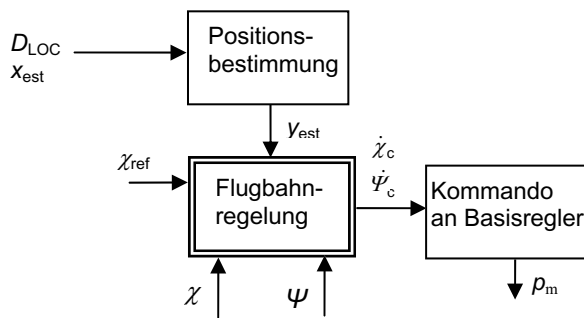 D_LOC
x_est
Positions-
bestimmung
y_est
χ_ref
Flugbahn-
regelung
χ̇_c
Ψ̇_c
Kommando
an Basisregler
χ
Ψ
p_m